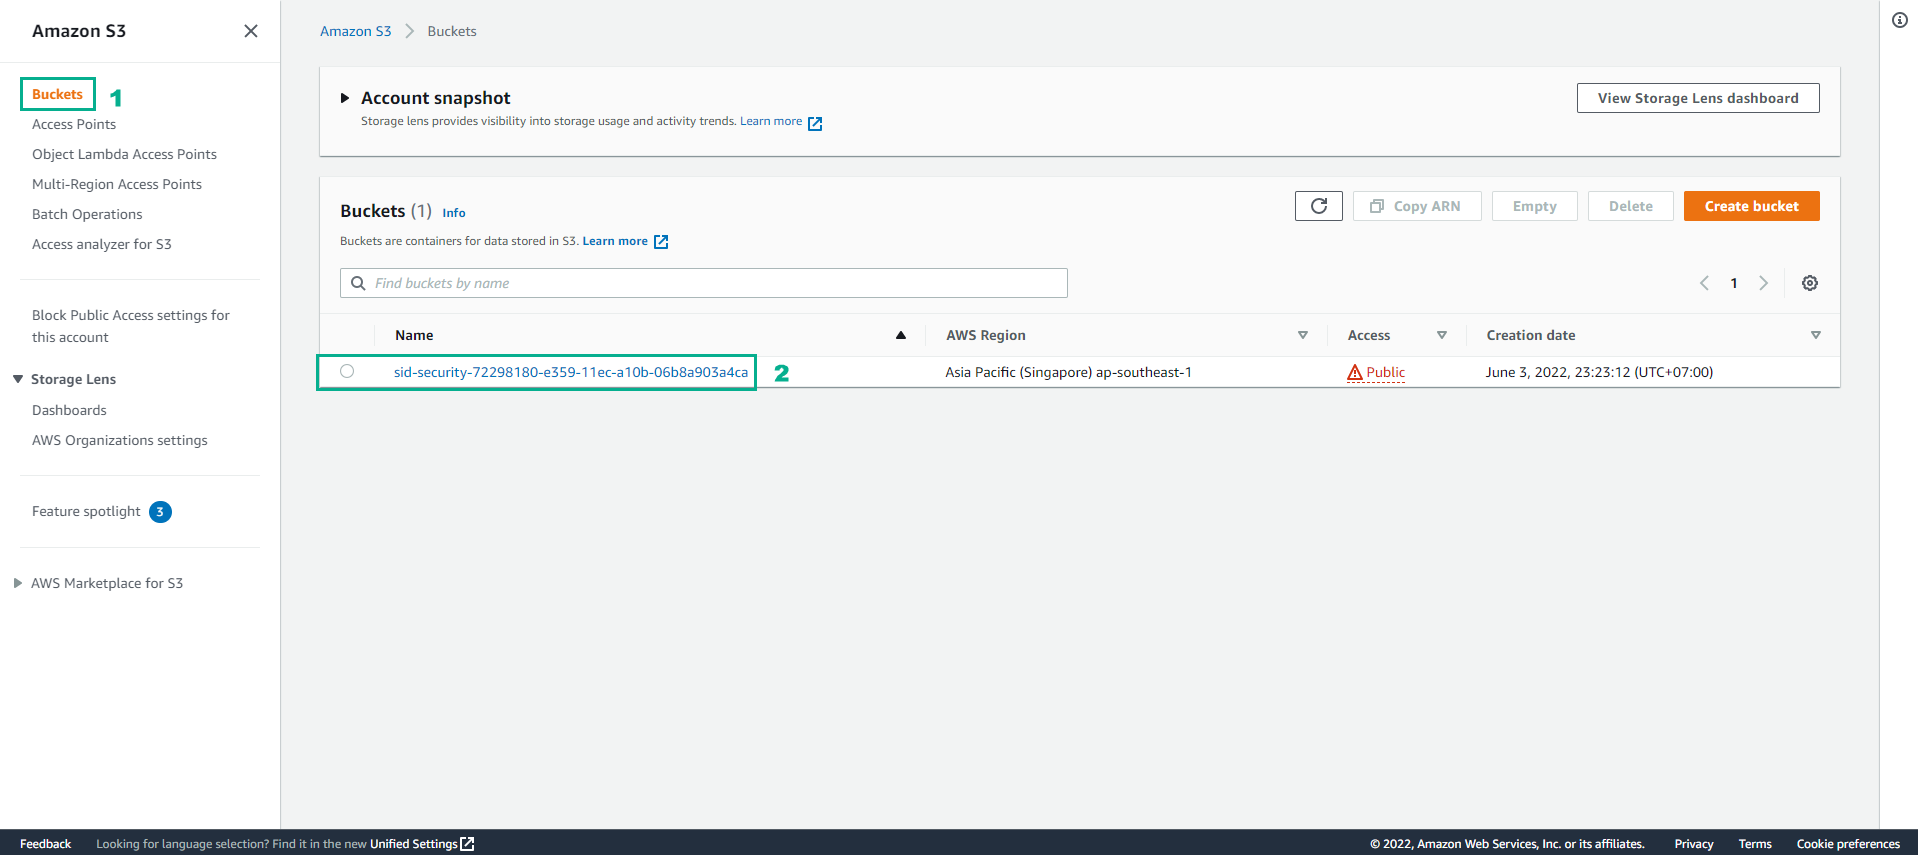 Amazon S3
Buckets 1
Access Points
Object Lambda Access Points
Multi-Region Access Points
Batch Operations
Access analyzer for S3
Block Public Access settings for
this account
Storage Lens
Dashboards
AWS Organizations settings
Feature spotlight 3
AWS Marketplace for S3
Amazon S3 Buckets
Account snapshot
View Storage Lens dashboard
Storage lens provides visibility into storage usage and activity trends. Learn more
Buckets (1) Info
Copy ARN Empty Delete Create bucket
Buckets are containers for data stored in S3. Learn more
Find buckets by name
1
Name AWS Region Access Creation date
sid-security-72298180-e359-11ec-a10b-06b8a903a4ca 2 Asia Pacific (Singapore) ap-southeast-1 Public June 3, 2022, 23:23:12 (UTC+07:00)
Feedback Looking for language selection? Find it in the new Unified Settings © 2022, Amazon Web Services, Inc. or its affiliates. Privacy Terms Cookie preferences